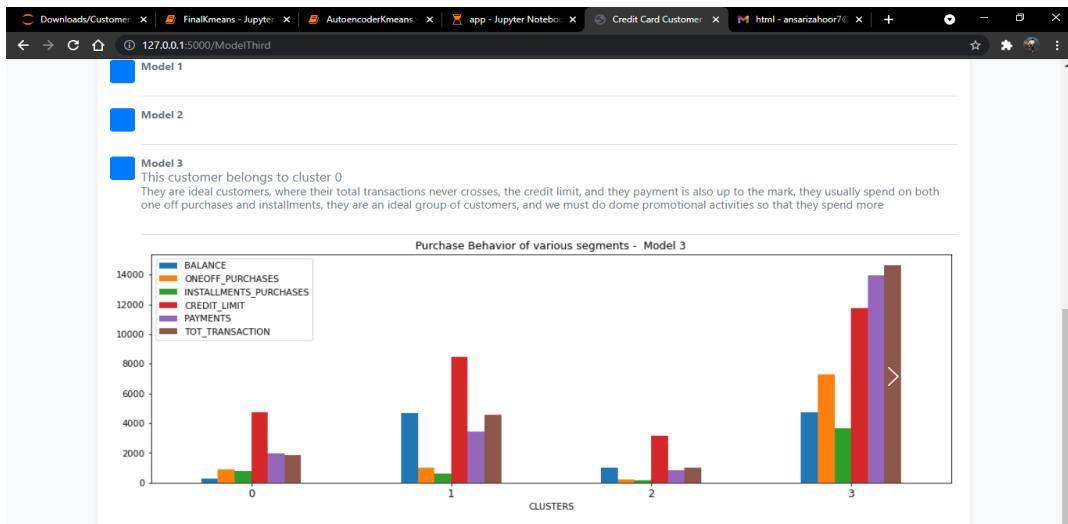 Downloads/Customer
FinalKmeans - Jupyter
AutoencoderKmeans -
app - Jupyter Noteboo
Credit Card Customer
html - ansarizahoor7@
127.0.0.1:5000/ModelThird
Model 1
Model 2
Model 3
This customer belongs to cluster 0
They are ideal customers, where their total transactions never crosses, the credit limit, and they payment is also up to the mark, they usually spend on both
one off purchases and installments, they are an ideal group of customers, and we must do dome promotional activities so that they spend more
Purchase Behavior of various segments - Model 3
BALANCE
ONEOFF_PURCHASES
INSTALLMENTS_PURCHASES
CREDIT_LIMIT
PAYMENTS
TOT_TRANSACTION
14000
12000
10000
8000
6000
4000
2000
0
0 1 2 3
CLUSTERS